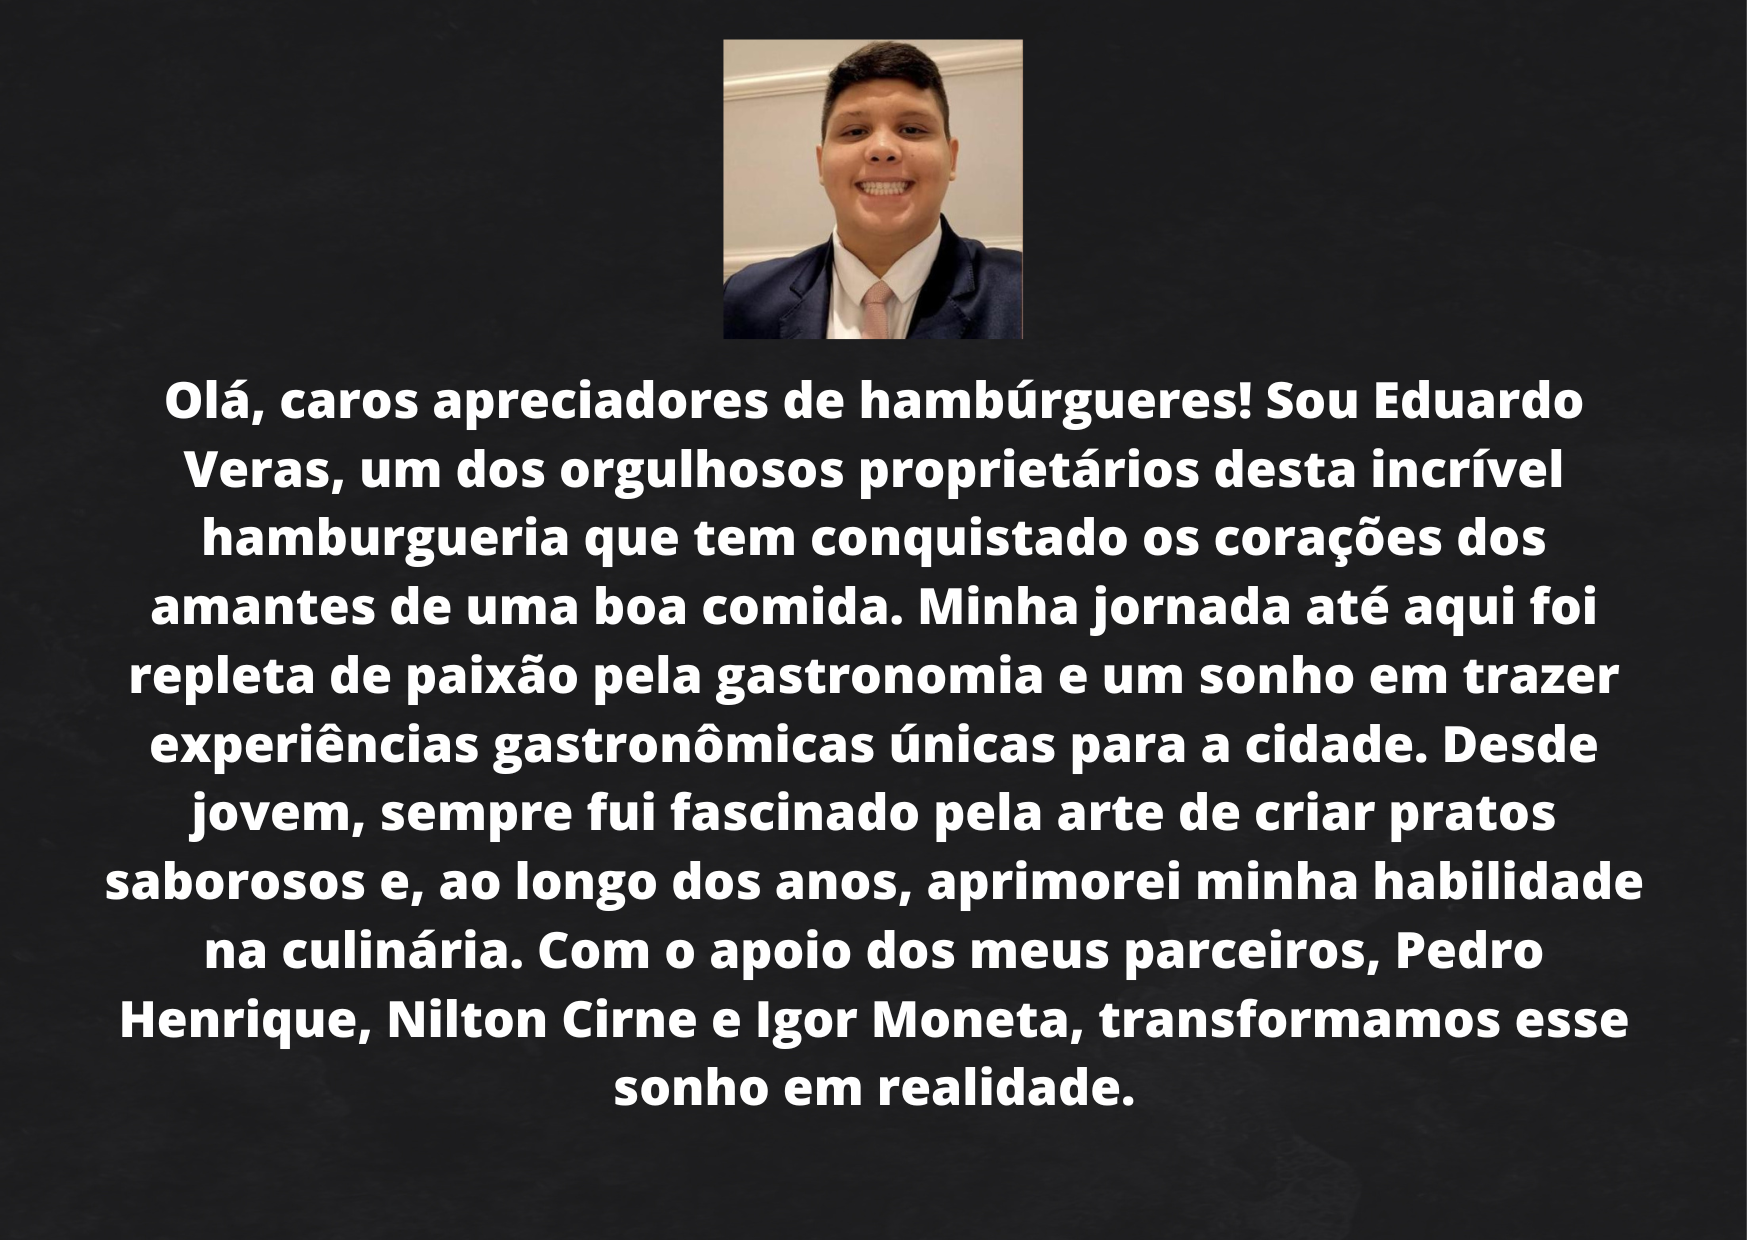 Olá, caros apreciadores de hambúrgueres! Sou Eduardo
Veras, um dos orgulhosos proprietários desta incrível
hamburgueria que tem conquistado os corações dos
amantes de uma boa comida. Minha jornada até aqui foi
repleta de paixão pela gastronomia e um sonho em trazer
experiências gastronômicas únicas para a cidade. Desde
jovem, sempre fui fascinado pela arte de criar pratos
saborosos e, ao longo dos anos, aprimorei minha habilidade
na culinária. Com o apoio dos meus parceiros, Pedro
Henrique, Nilton Cirne e Igor Moneta, transformamos esse
sonho em realidade.